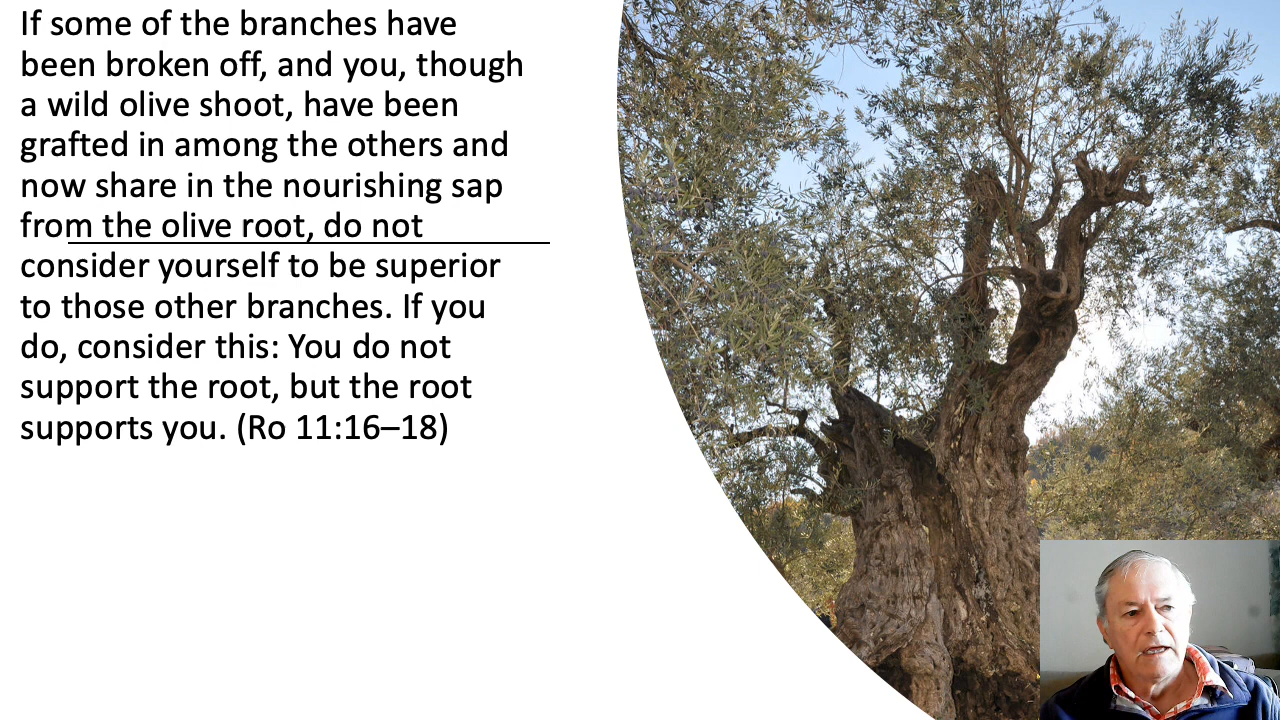 If some of the branches have
been broken off, and you, though
a wild olive shoot, have been
grafted in among the others and
now share in the nourishing sap
from the olive root, do not
consider yourself to be superior
to those other branches. If you
do, consider this: You do not
support the root, but the root
supports you. (Ro 11:16–18)